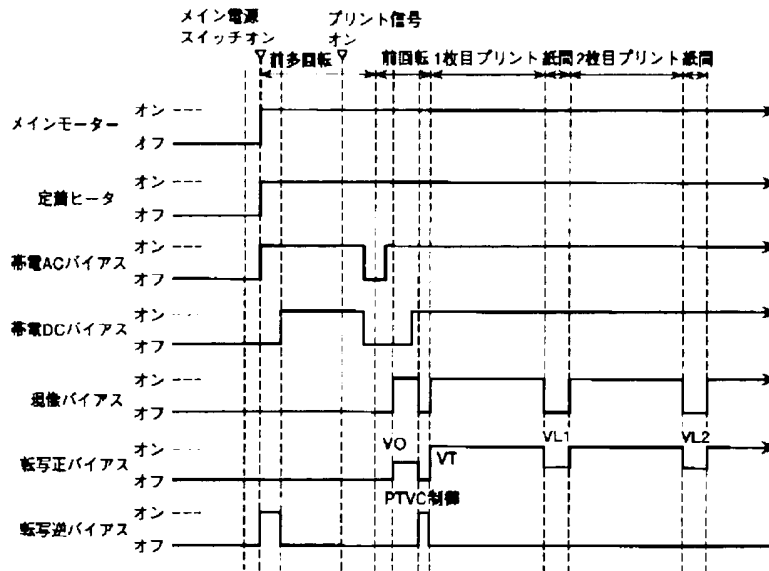 メイン電源
スイッチオン
プリント信号
オン
前多回転
前回転
1枚目プリント
紙間
2枚目プリント
紙間
メインモーター
オン
オフ
定着ヒータ
オン
オフ
帯電ACバイアス
オン
オフ
帯電DCバイアス
オン
オフ
現像バイアス
オン
オフ
転写正バイアス
オン
オフ
VO
VT
VL1
VL2
PTVC制御
転写逆バイアス
オン
オフ